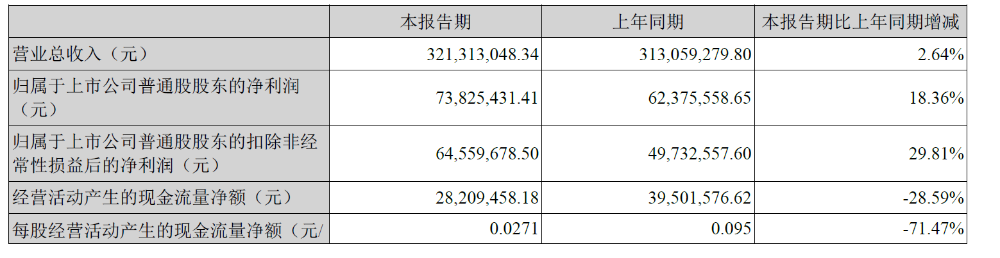 本报告期 上年同期 本报告期比上年同期增减
营业总收入（元） 321,313,048.34 313,059,279.80 2.64%
归属于上市公司普通股股东的净利润
（元） 73,825,431.41 62,375,558.65 18.36%
归属于上市公司普通股股东的扣除非经
常性损益后的净利润（元） 64,559,678.50 49,732,557.60 29.81%
经营活动产生的现金流量净额（元） 28,209,458.18 39,501,576.62 -28.59%
每股经营活动产生的现金流量净额（元/ 0.0271 0.095 -71.47%